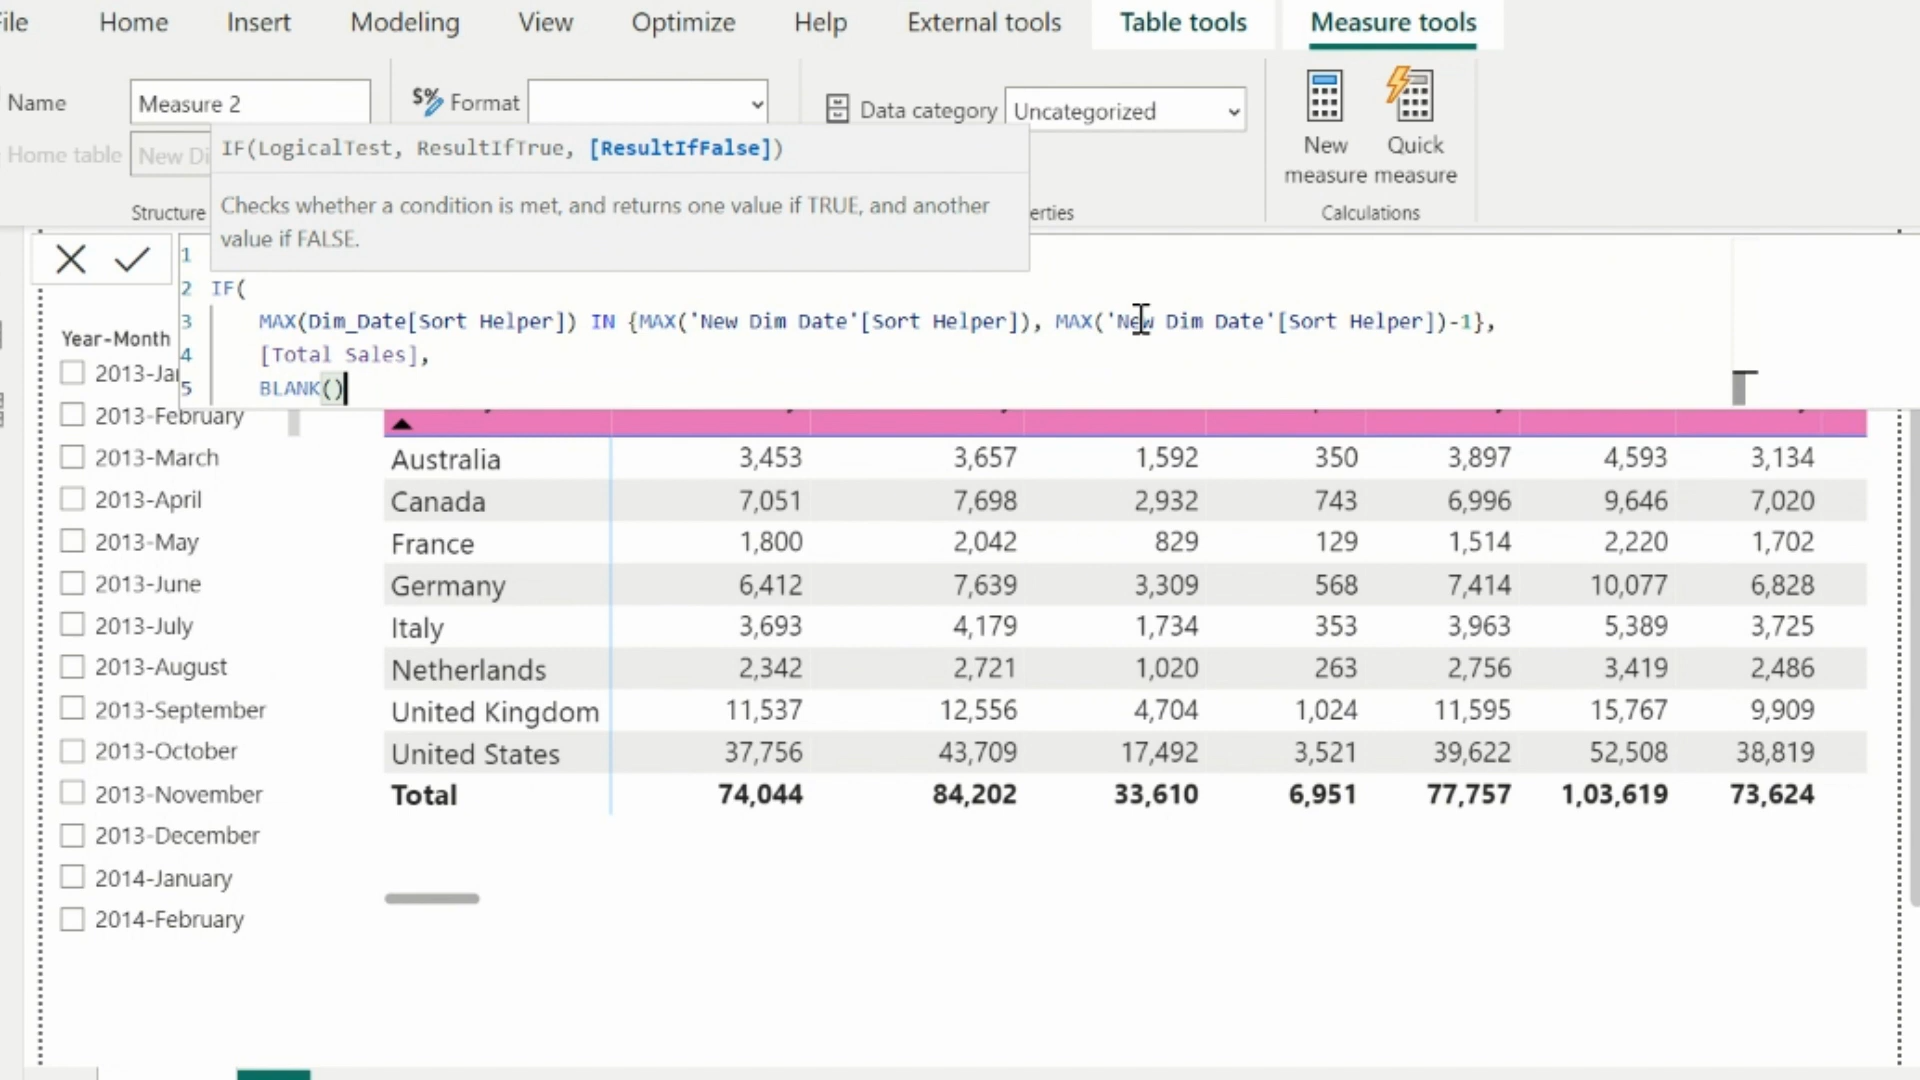 File Home Insert Modeling View Optimize Help External tools Table tools Measure tools
Name Measure 2 $% Format Data category Uncategorized
Home table New Di
IF(LogicalTest, ResultIfTrue, [ResultIfFalse])
New measure Quick measure
Checks whether a condition is met, and returns one value if TRUE, and another
value if FALSE.
Structure erties Calculations
1
2 IF(
3 MAX(Dim_Date[Sort Helper]) IN {MAX('New Dim Date'[Sort Helper]), MAX('New Dim Date'[Sort Helper])-1},
4 [Total Sales],
5 BLANK()
Year-Month
2013-Jan
2013-February
2013-March
2013-April
2013-May
2013-June
2013-July
2013-August
2013-September
2013-October
2013-November
2013-December
2014-January
2014-February
Australia 3,453 3,657 1,592 350 3,897 4,593 3,134
Canada 7,051 7,698 2,932 743 6,996 9,646 7,020
France 1,800 2,042 829 129 1,514 2,220 1,702
Germany 6,412 7,639 3,309 568 7,414 10,077 6,828
Italy 3,693 4,179 1,734 353 3,963 5,389 3,725
Netherlands 2,342 2,721 1,020 263 2,756 3,419 2,486
United Kingdom 11,537 12,556 4,704 1,024 11,595 15,767 9,909
United States 37,756 43,709 17,492 3,521 39,622 52,508 38,819
Total 74,044 84,202 33,610 6,951 77,757 1,03,619 73,624